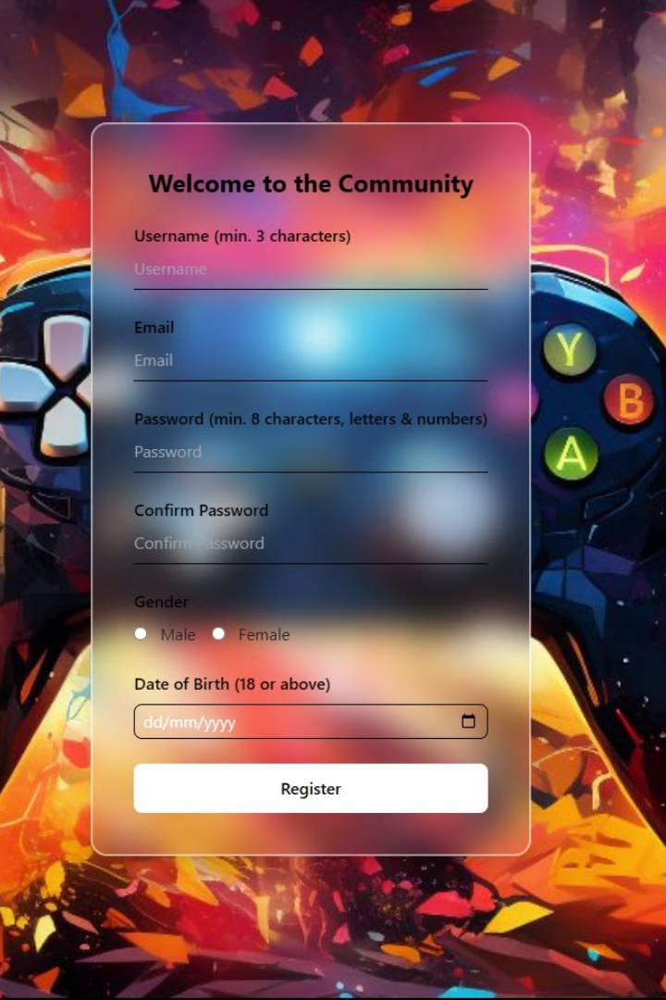 Welcome to the Community
Username (min. 3 characters)
Username
Email
Email
Password (min. 8 characters, letters & numbers)
Password
Confirm Password
Confirm Password
Gender
Male Female
Date of Birth (18 or above)
dd/mm/yyyy
Register
Y
B
A